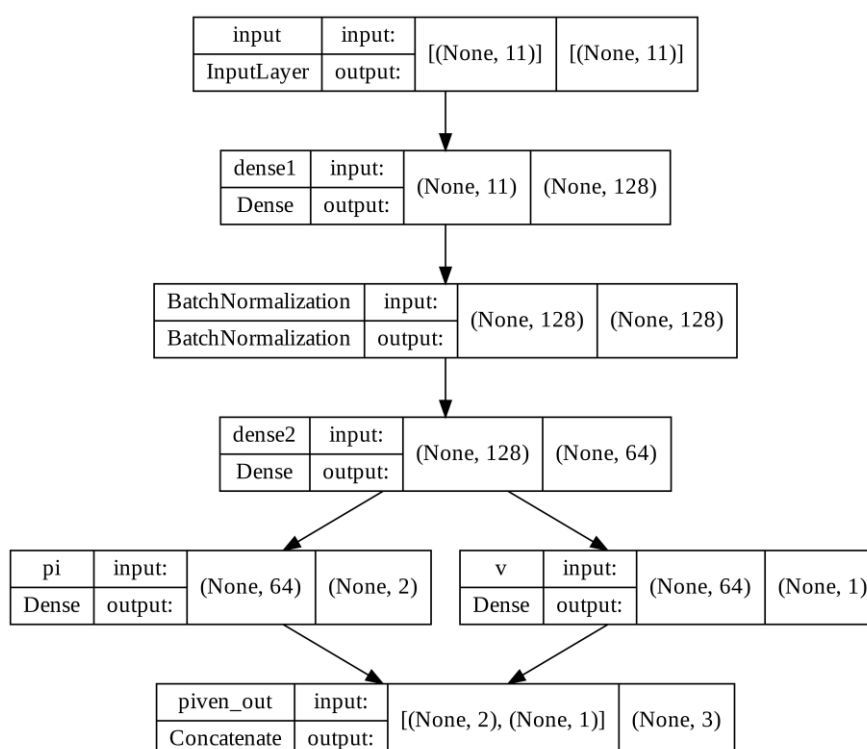 input input: [(None, 11)] [(None, 11)]
InputLayer output:
dense1 input: (None, 11) (None, 128)
Dense output:
BatchNormalization input: (None, 128) (None, 128)
BatchNormalization output:
dense2 input: (None, 128) (None, 64)
Dense output:
pi input: (None, 64) (None, 2)
Dense output:
v input: (None, 64) (None, 1)
Dense output:
piven_out input: [(None, 2), (None, 1)] (None, 3)
Concatenate output: